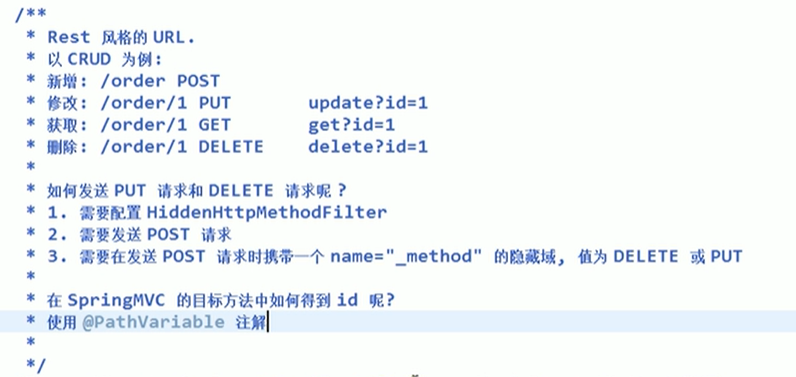 /**
* Rest 风格的 URL.
* 以 CRUD 为例:
* 新增: /order POST
* 修改: /order/1 PUT update?id=1
* 获取: /order/1 GET get?id=1
* 删除: /order/1 DELETE delete?id=1
*
* 如何发送 PUT 请求和 DELETE 请求呢 ?
* 1. 需要配置 HiddenHttpMethodFilter
* 2. 需要发送 POST 请求
* 3. 需要在发送 POST 请求时携带一个 name="_method" 的隐藏域, 值为 DELETE 或 PUT
*
* 在 SpringMVC 的目标方法中如何得到 id 呢?
* 使用 @PathVariable 注解
*
*/